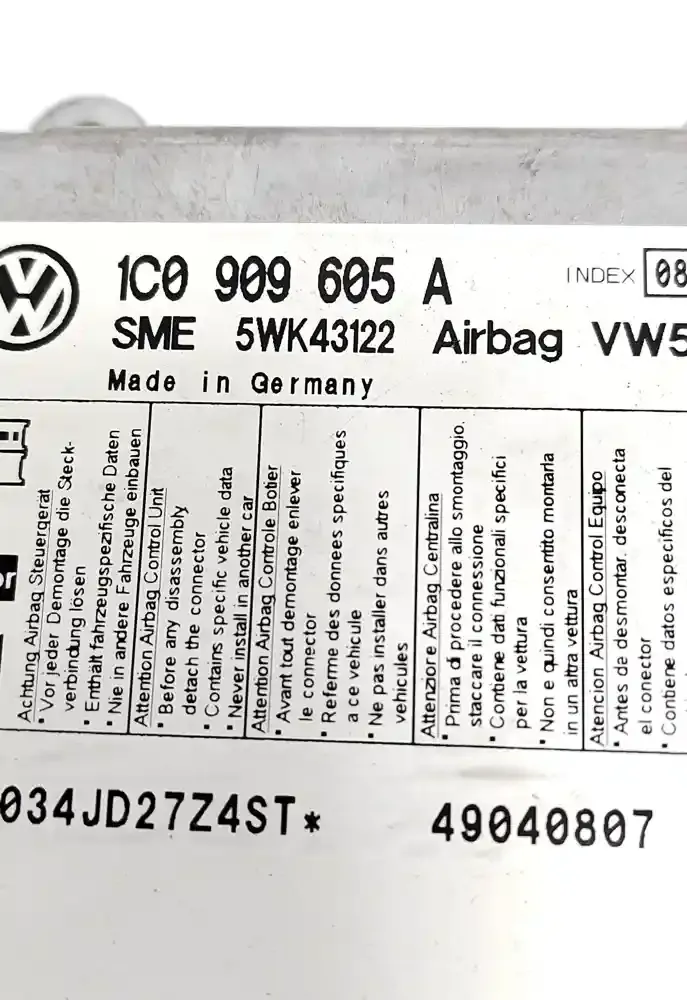 1C0 909 605 A INDEX 08
SME 5WK43122 Airbag VW5
Made in Germany
Achtung Airbag Steuergerät
* Vor jeder Demontage die Steck-
verbindung lösen
* Enthält fahrzeugspezifische Daten
* Nie in andere Fahrzeuge einbauen
Attention Airbag Control Unit
* Before any disassembly
detach the connector
* Contains specific vehicle data
* Never install in another car
Attention Airbag Controle Botier
* Avant tout demontage enlever
le connector
* Referme des donnees specifiques
a ce vehicule
* Ne pas installer dans autres
vehicules
Attenzione Airbag Centralina
* Prima di procedere allo smontaggio.
staccare il connessione
* Contiene dati funzionali specifici
per la vettura
* Non e quindi consentito montarla
in un altra vettura
Atencion Airbag Control Equipo
* Antes de desmontar. desconecta
el conector
* Contiene datos especificos del
034JD27Z4ST* 49040807